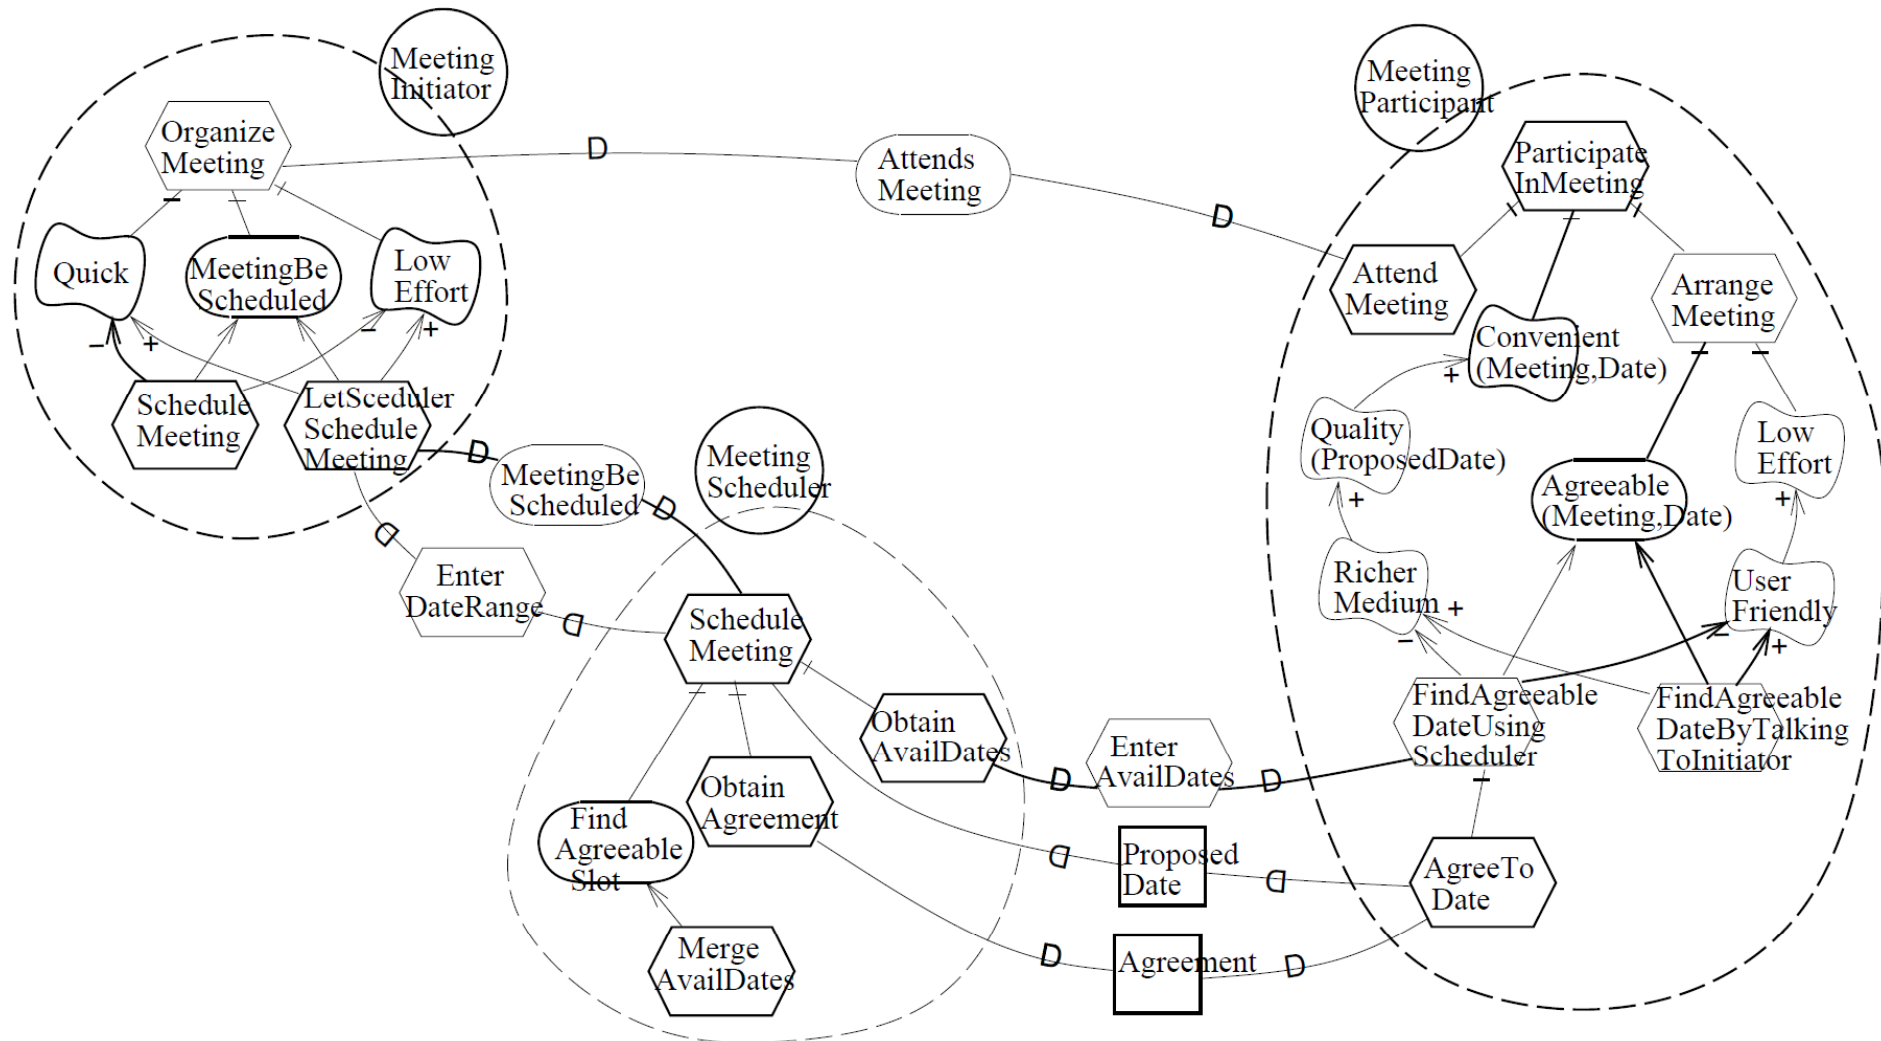 Meeting
Initiator
Organize
Meeting
Quick
MeetingBe
Scheduled
Low
Effort
–
+
–
+
Schedule
Meeting
LetSceduler
Schedule
Meeting
D
Attends
Meeting
D
D
MeetingBe
Scheduled
D
D
Enter
DateRange
D
Meeting
Scheduler
Schedule
Meeting
Obtain
AvailDates
Obtain
Agreement
Find
Agreeable
Slot
Merge
AvailDates
D
Enter
AvailDates
D
D
Proposed
Date
D
D
Agreement
D
Meeting
Participant
Participate
InMeeting
Attend
Meeting
Arrange
Meeting
Convenient
(Meeting,Date)
+
Quality
(ProposedDate)
+
Low
Effort
+
Agreeable
(Meeting,Date)
Richer
Medium
+
–
User
Friendly
–
+
FindAgreeable
DateUsing
Scheduler
FindAgreeable
DateByTalking
ToInitiator
AgreeTo
Date